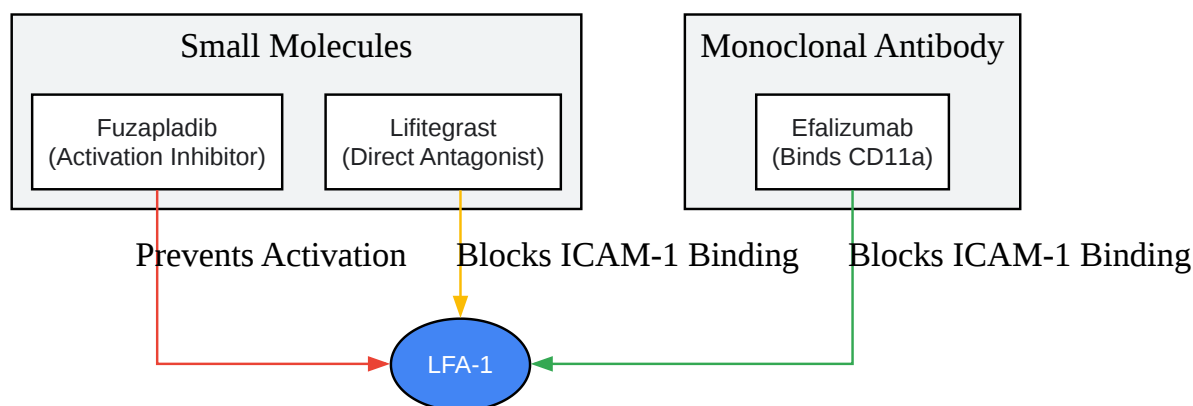 Small Molecules
Monoclonal Antibody
Fuzapladib
(Activation Inhibitor)
Lifitegrast
(Direct Antagonist)
Efalizumab
(Binds CD11a)
Prevents Activation
Blocks ICAM-1 Binding
Blocks ICAM-1 Binding
LFA-1